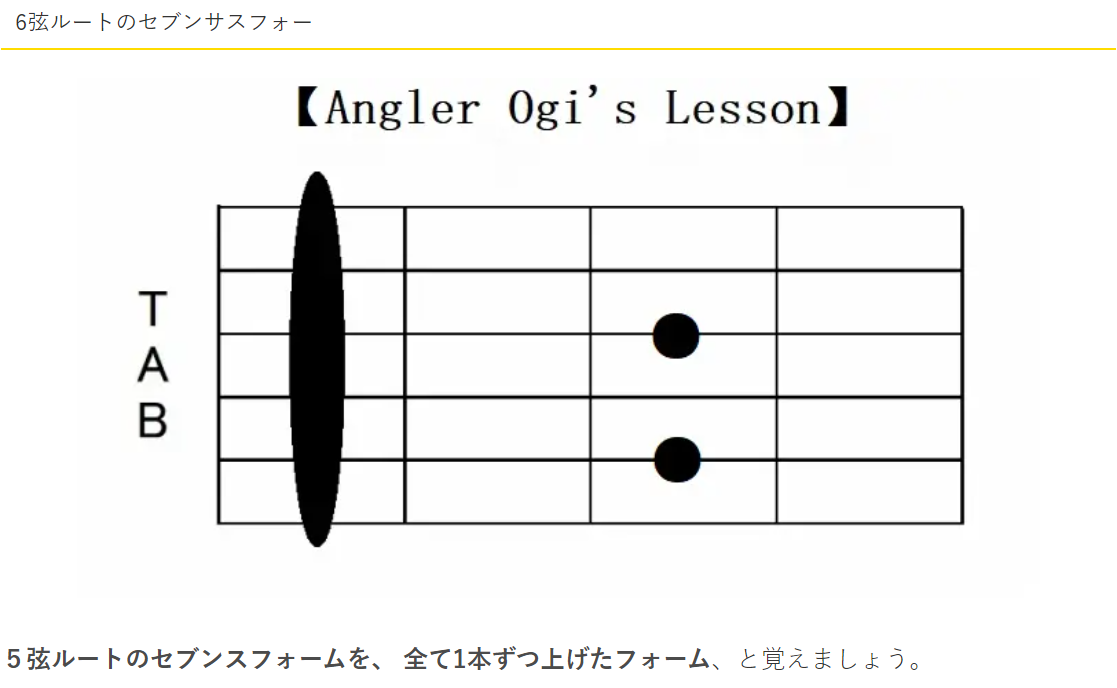 6弦ルートのセブンサスフォー
【Angler Ogi's Lesson】
T
A
B
５弦ルートのセブンスフォームを、 全て1本ずつ上げたフォーム、と覚えましょう。